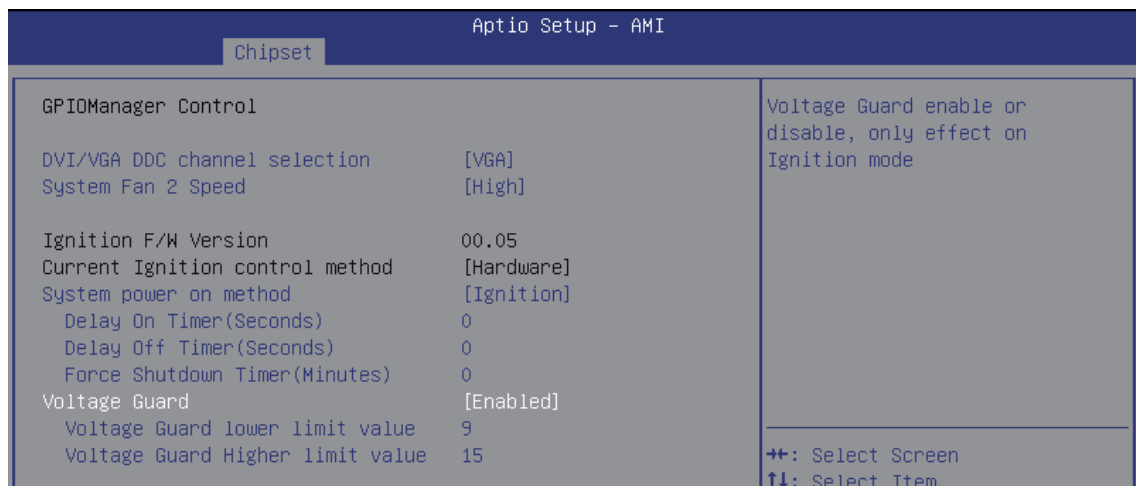 Aptio Setup – AMI
Chipset
GPIOManager Control
DVI/VGA DDC channel selection [VGA]
System Fan 2 Speed [High]
Ignition F/W Version 00.05
Current Ignition control method [Hardware]
System power on method [Ignition]
Delay On Timer(Seconds) 0
Delay Off Timer(Seconds) 0
Force Shutdown Timer(Minutes) 0
Voltage Guard [Enabled]
Voltage Guard lower limit value 9
Voltage Guard Higher limit value 15
Voltage Guard enable or
disable, only effect on
Ignition mode
→←: Select Screen
↑↓: Select Item